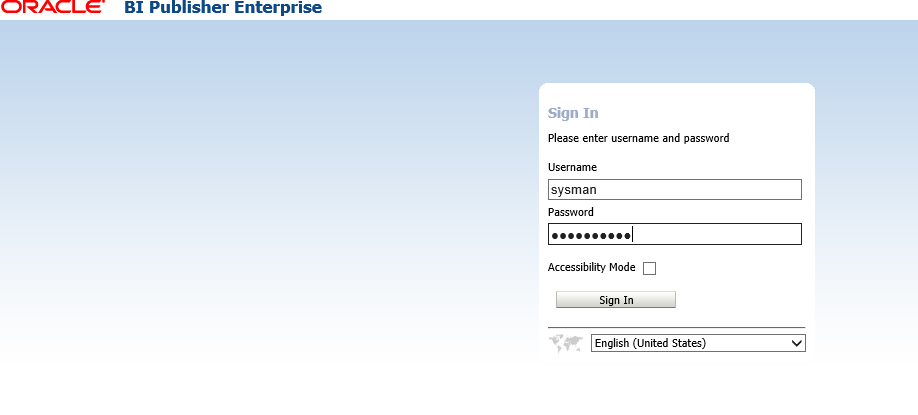 ORACLE® BI Publisher Enterprise
Sign In
Please enter username and password
Username
sysman
Password
●●●●●●●●●●
Accessibility Mode
Sign In
English (United States)